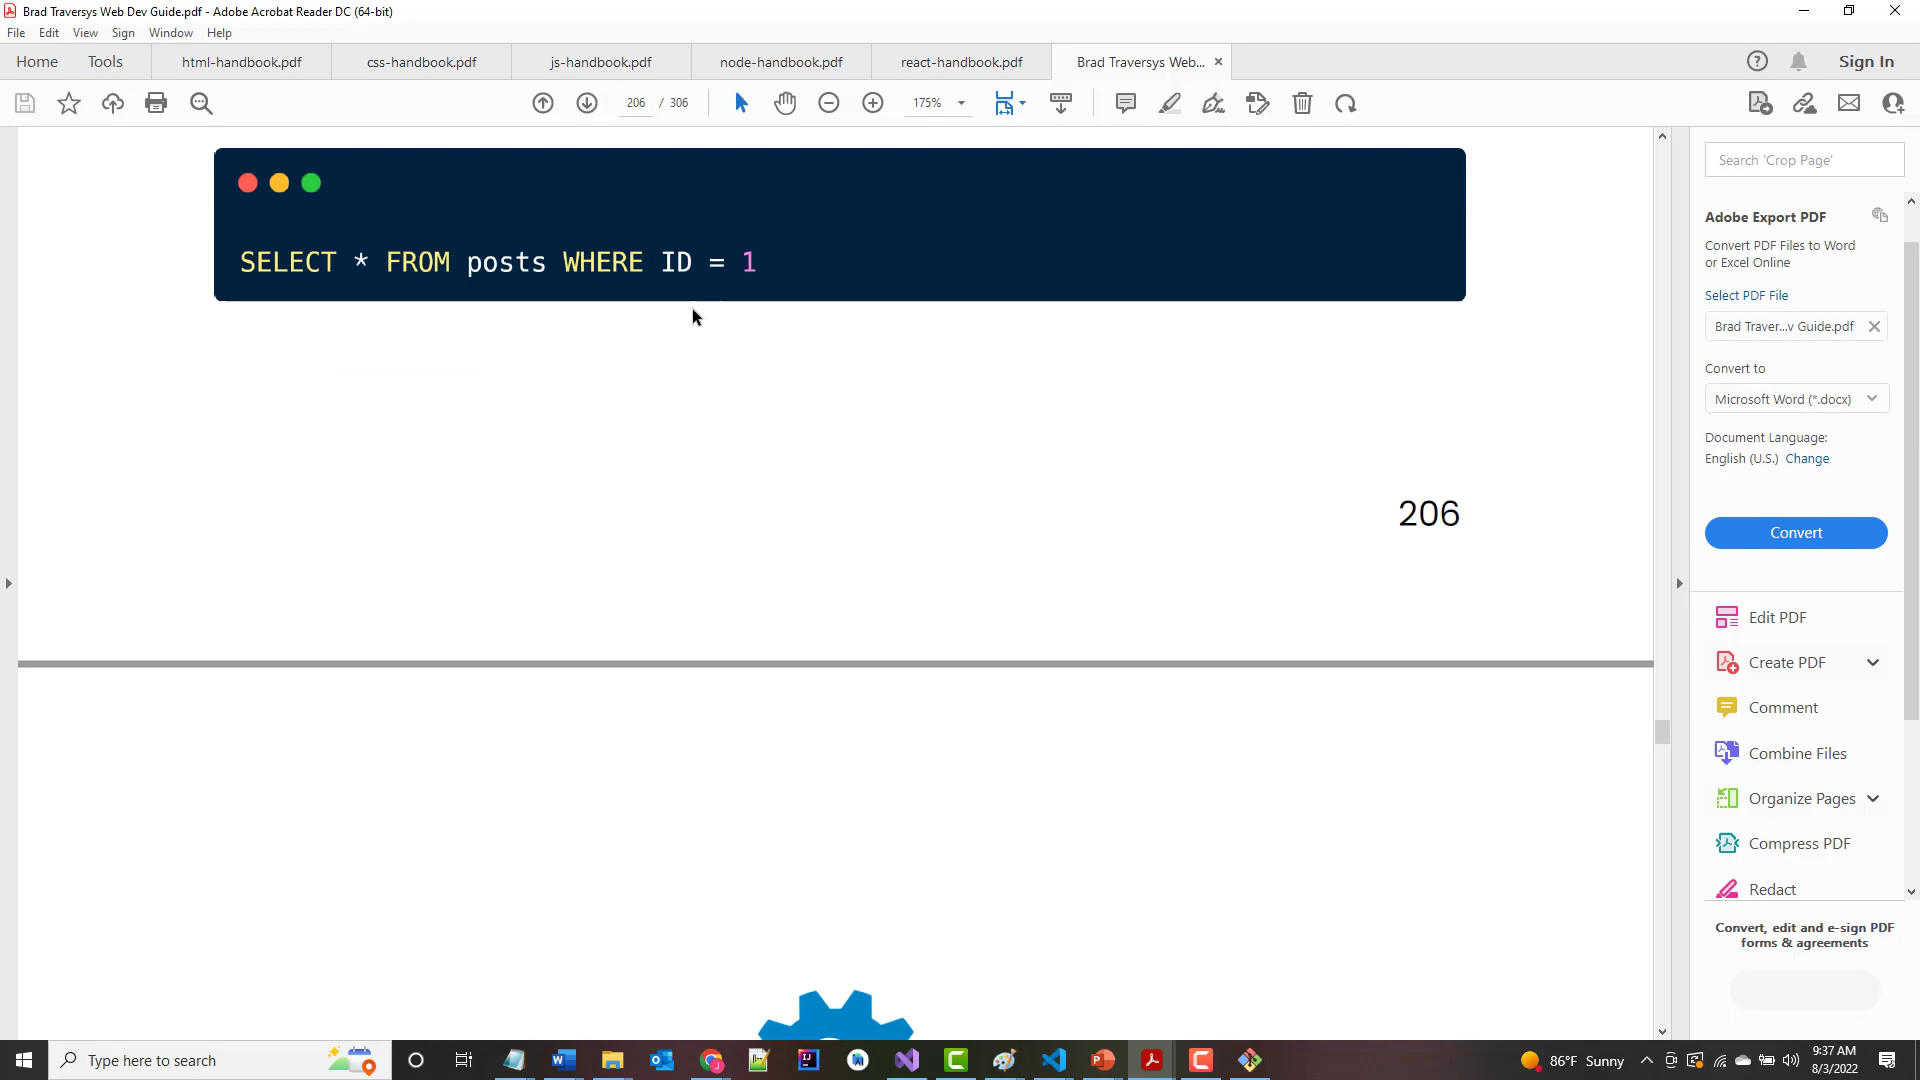 Brad Traversys Web Dev Guide.pdf - Adobe Acrobat Reader DC (64-bit)
File Edit View Sign Window Help
Home Tools html-handbook.pdf css-handbook.pdf js-handbook.pdf node-handbook.pdf react-handbook.pdf Brad Traversys Web... Sign In
206 / 306 175%
SELECT * FROM posts WHERE ID = 1
206
Search 'Crop Page'
Adobe Export PDF
Convert PDF Files to Word
or Excel Online
Select PDF File
Brad Traver...v Guide.pdf
Convert to
Microsoft Word (*.docx)
Document Language:
English (U.S.) Change
Convert
Edit PDF
Create PDF
Comment
Combine Files
Organize Pages
Compress PDF
Redact
Convert, edit and e-sign PDF
forms & agreements
Type here to search
86°F Sunny
9:37 AM
8/3/2022